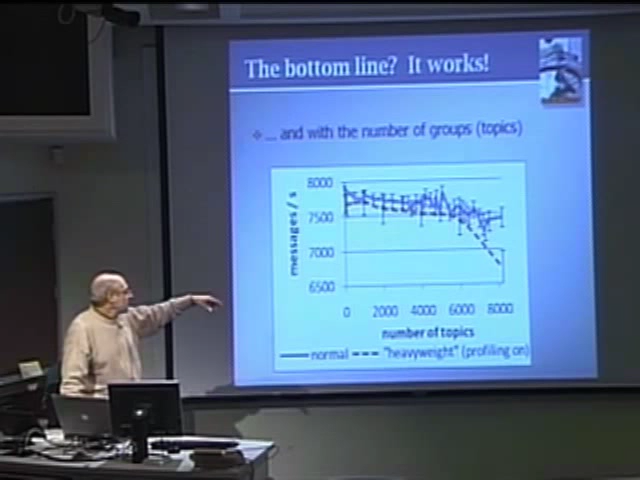 The bottom line? It works!
... and with the number of groups (topics)
8000
7500
7000
6500
messages / s
0 2000 4000 6000 8000
number of topics
normal "heavyweight" (profiling on)